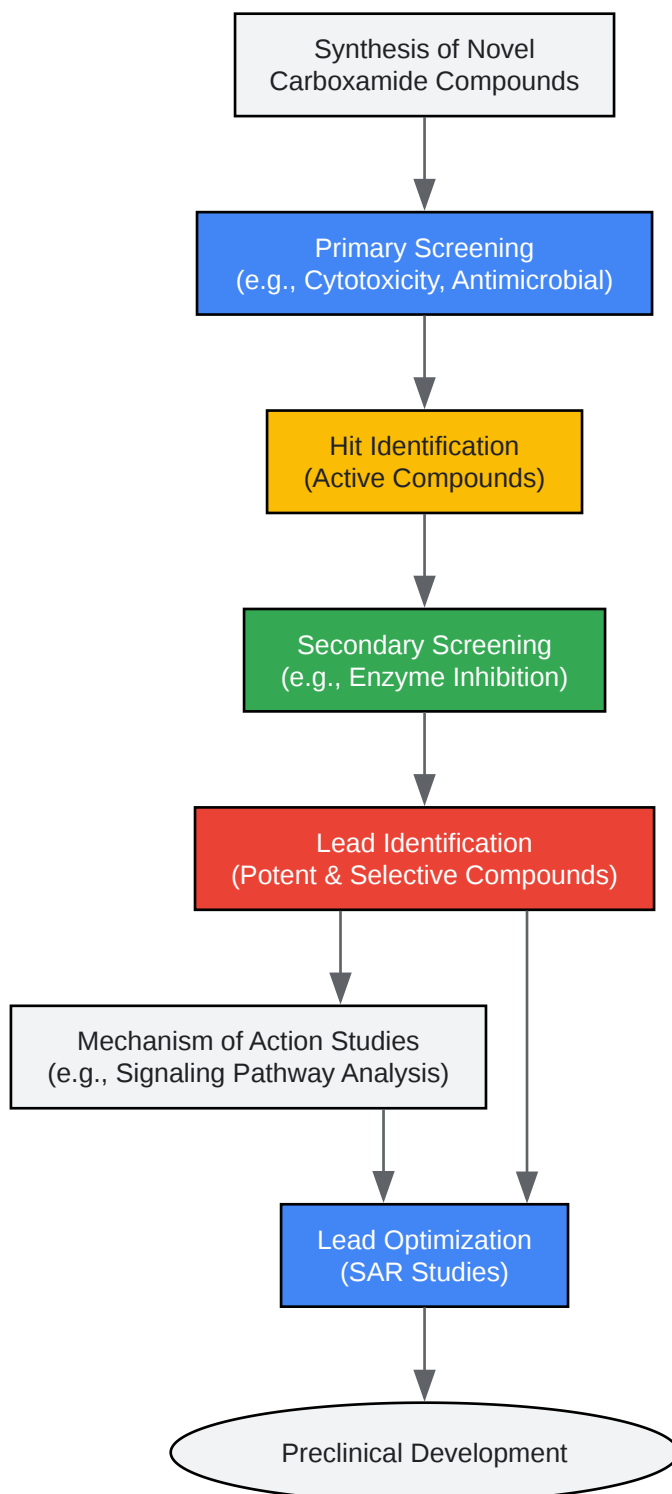 Synthesis of Novel
Carboxamide Compounds
Primary Screening
(e.g., Cytotoxicity, Antimicrobial)
Hit Identification
(Active Compounds)
Secondary Screening
(e.g., Enzyme Inhibition)
Lead Identification
(Potent & Selective Compounds)
Mechanism of Action Studies
(e.g., Signaling Pathway Analysis)
Lead Optimization
(SAR Studies)
Preclinical Development